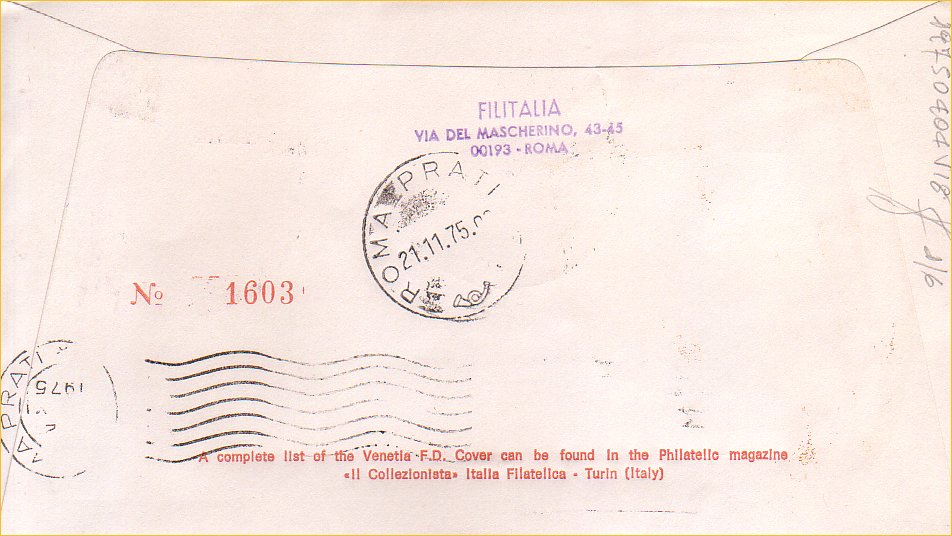 FILITALIA
VIA DEL MASCHERINO, 43-45
00193 - ROMA
ROMA PRATI
21.11.75.
No 1603
A PRATI
1975
A complete list of the Venetia F.D. Cover can be found in the Philatelic magazine
«Il Collezionista» Italia Filatelica - Turin (Italy)